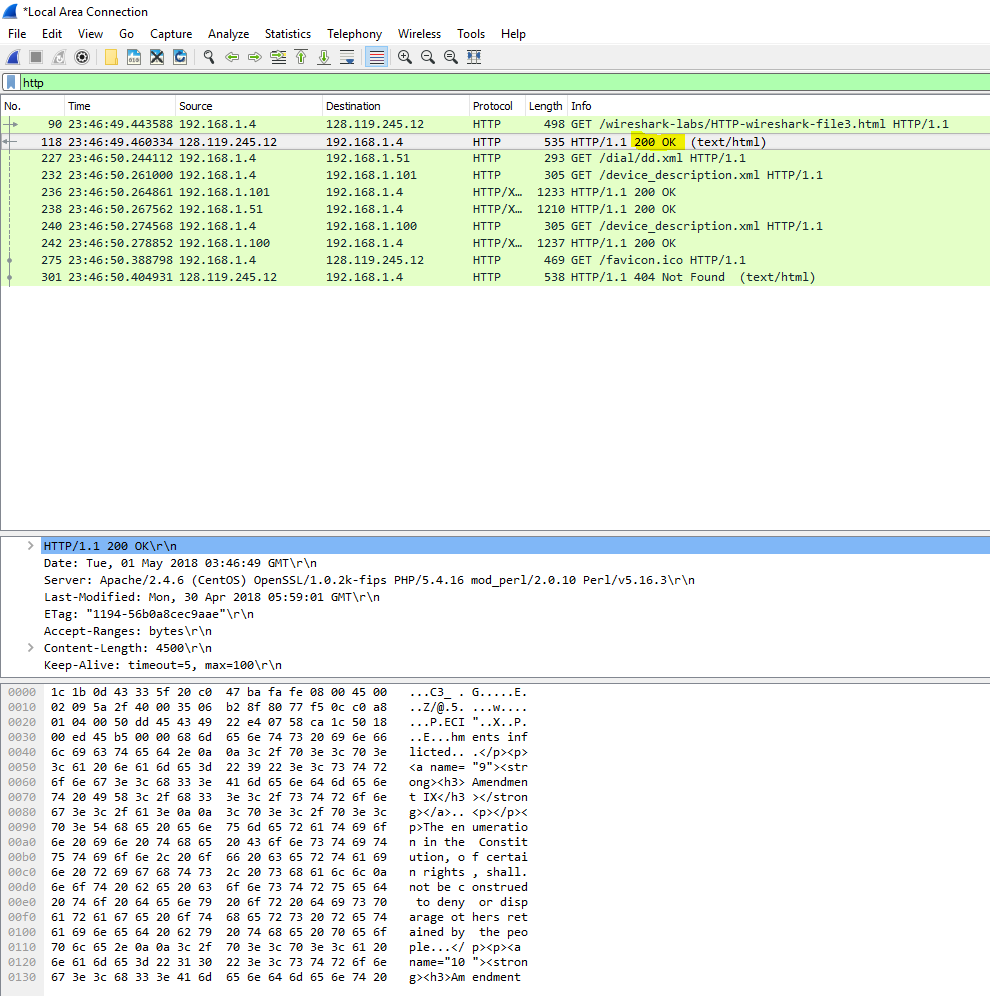 *Local Area Connection
File Edit View Go Capture Analyze Statistics Telephony Wireless Tools Help
http
No. Time Source Destination Protocol Length Info
90 23:46:49.443588 192.168.1.4 128.119.245.12 HTTP 498 GET /wireshark-labs/HTTP-wireshark-file3.html HTTP/1.1
118 23:46:49.460334 128.119.245.12 192.168.1.4 HTTP 535 HTTP/1.1 200 OK (text/html)
227 23:46:50.244112 192.168.1.4 192.168.1.51 HTTP 293 GET /dial/dd.xml HTTP/1.1
232 23:46:50.261000 192.168.1.4 192.168.1.101 HTTP 305 GET /device_description.xml HTTP/1.1
236 23:46:50.264861 192.168.1.101 192.168.1.4 HTTP/X… 1233 HTTP/1.1 200 OK
238 23:46:50.267562 192.168.1.51 192.168.1.4 HTTP/X… 1210 HTTP/1.1 200 OK
240 23:46:50.274568 192.168.1.4 192.168.1.100 HTTP 305 GET /device_description.xml HTTP/1.1
242 23:46:50.278852 192.168.1.100 192.168.1.4 HTTP/X… 1237 HTTP/1.1 200 OK
275 23:46:50.388798 192.168.1.4 128.119.245.12 HTTP 469 GET /favicon.ico HTTP/1.1
301 23:46:50.404931 128.119.245.12 192.168.1.4 HTTP 538 HTTP/1.1 404 Not Found (text/html)
HTTP/1.1 200 OK\r\n
Date: Tue, 01 May 2018 03:46:49 GMT\r\n
Server: Apache/2.4.6 (CentOS) OpenSSL/1.0.2k-fips PHP/5.4.16 mod_perl/2.0.10 Perl/v5.16.3\r\n
Last-Modified: Mon, 30 Apr 2018 05:59:01 GMT\r\n
ETag: "1194-56b0a8cec9aae"\r\n
Accept-Ranges: bytes\r\n
Content-Length: 4500\r\n
Keep-Alive: timeout=5, max=100\r\n
0000 1c 1b 0d 43 33 5f 20 c0 47 ba fa fe 08 00 45 00 ...C3_ . G.....E.
0010 02 09 5a 2f 40 00 35 06 b2 8f 80 77 f5 0c c0 a8 ..Z/@.5. ...w....
0020 01 04 00 50 dd 45 43 49 22 e4 07 58 ca 1c 50 18 ...P.ECI "..X..P.
0030 00 ed 45 b5 00 00 68 6d 65 6e 74 73 20 69 6e 66 ..E...hm ents inf
0040 6c 69 63 74 65 64 2e 0a 0a 3c 2f 70 3e 3c 70 3e licted.. .</p><p>
0050 3c 61 20 6e 61 6d 65 3d 22 39 22 3e 3c 73 74 72 <a name= "9"><str
0060 6f 6e 67 3e 3c 68 33 3e 41 6d 65 6e 64 6d 65 6e ong><h3> Amendmen
0070 74 20 49 58 3c 2f 68 33 3e 3c 2f 73 74 72 6f 6e t IX</h3 ></stron
0080 67 3e 3c 2f 61 3e 0a 0a 3c 70 3e 3c 2f 70 3e 3c g></a>.. <p></p><
0090 70 3e 54 68 65 20 65 6e 75 6d 65 72 61 74 69 6f p>The en umeratio
00a0 6e 20 69 6e 20 74 68 65 20 43 6f 6e 73 74 69 74 n in the Constit
00b0 75 74 69 6f 6e 2c 20 6f 66 20 63 65 72 74 61 69 ution, o f certai
00c0 6e 20 72 69 67 68 74 73 2c 20 73 68 61 6c 6c 0a n rights , shall.
00d0 6e 6f 74 20 62 65 20 63 6f 6e 73 74 72 75 65 64 not be c onstrued
00e0 20 74 6f 20 64 65 6e 79 20 6f 72 20 64 69 73 70 to deny or disp
00f0 61 72 61 67 65 20 6f 74 68 65 72 73 20 72 65 74 arage ot hers ret
0100 61 69 6e 65 64 20 62 79 20 74 68 65 20 70 65 6f ained by the peo
0110 70 6c 65 2e 0a 0a 3c 2f 70 3e 3c 70 3e 3c 61 20 ple...</ p><p><a
0120 6e 61 6d 65 3d 22 31 30 22 3e 3c 73 74 72 6f 6e name="10 "><stron
0130 67 3e 3c 68 33 3e 41 6d 65 6e 64 6d 65 6e 74 20 g><h3>Am endment